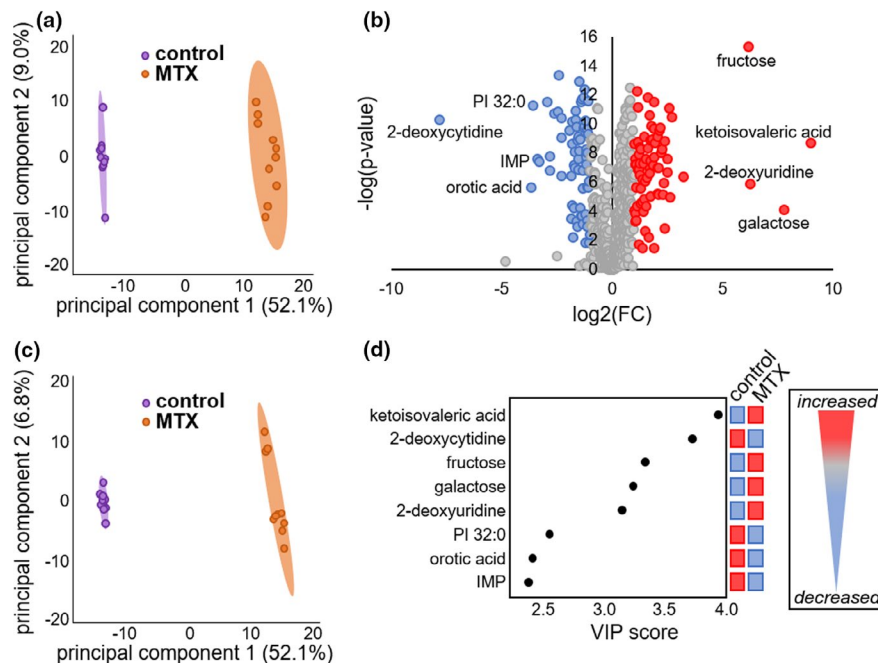 (a)
principal component 2 (9.0%)
20
10
0
-10
-20
control
MTX
-10
0
10
20
principal component 1 (52.1%)
(b)
-log(p-value)
16
14
12
10
8
6
4
2
0
fructose
PI 32:0
2-deoxycytidine
ketoisovaleric acid
IMP
2-deoxyuridine
orotic acid
galactose
-10
-5
0
5
10
log2(FC)
(c)
principal component 2 (6.8%)
20
10
0
-10
-20
control
MTX
-10
0
10
20
principal component 1 (52.1%)
(d)
control
MTX
ketoisovaleric acid
2-deoxycytidine
fructose
galactose
2-deoxyuridine
PI 32:0
orotic acid
IMP
2.5
3.0
3.5
4.0
VIP score
increased
decreased